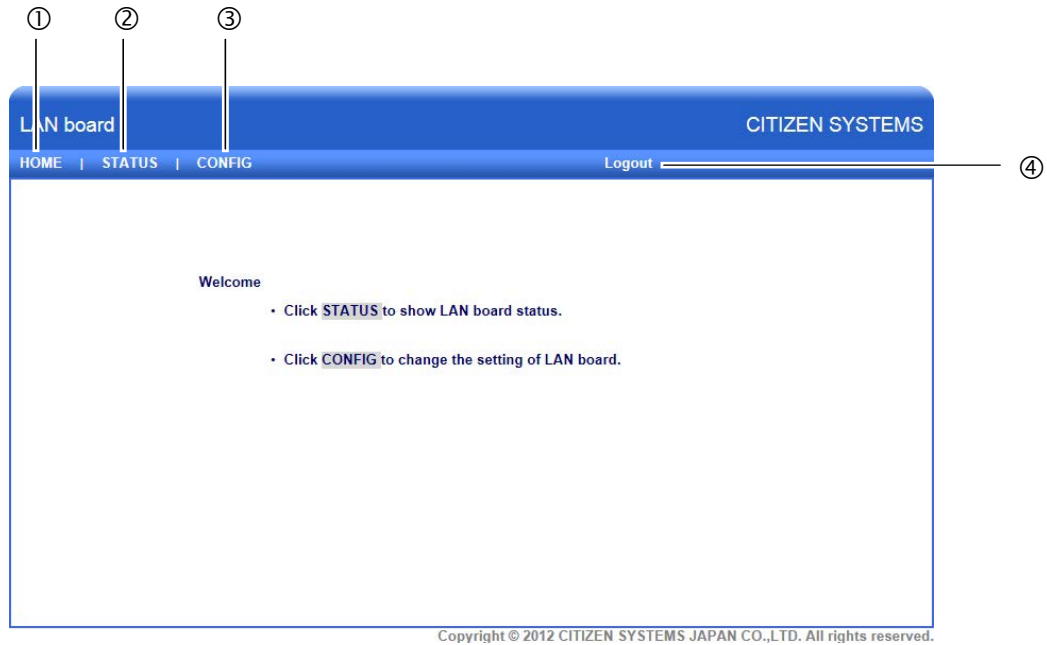 ① ② ③
LAN board CITIZEN SYSTEMS
HOME | STATUS | CONFIG Logout ④
Welcome
• Click STATUS to show LAN board status.
• Click CONFIG to change the setting of LAN board.
Copyright © 2012 CITIZEN SYSTEMS JAPAN CO.,LTD. All rights reserved.